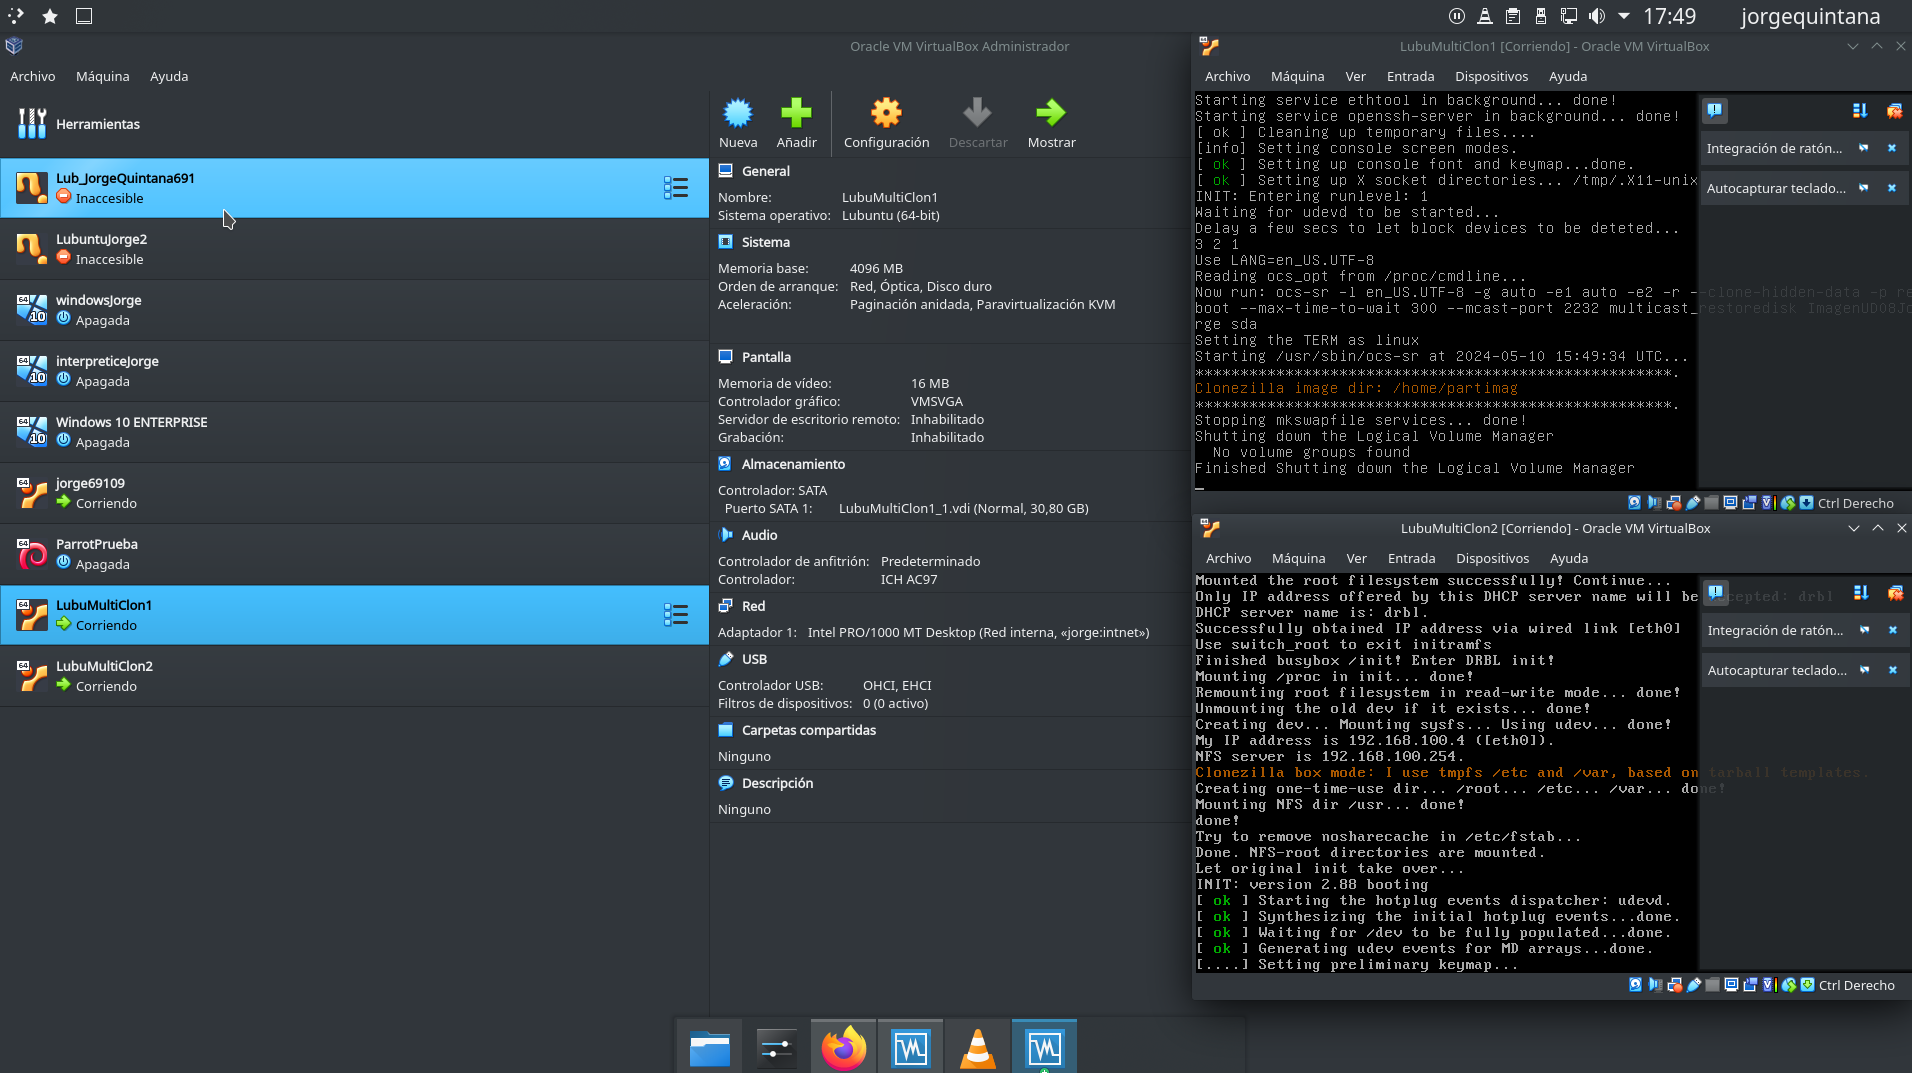 17:49 jorgequintana
Oracle VM VirtualBox Administrador
Archivo Máquina Ayuda
Herramientas
Lub_JorgeQuintana691
Inaccesible
LubuntuJorge2
Inaccesible
64
10
windowsJorge
Apagada
64
10
interpreticeJorge
Apagada
64
10
Windows 10 ENTERPRISE
Apagada
64
jorge69109
Corriendo
64
ParrotPrueba
Apagada
64
LubuMultiClon1
Corriendo
64
LubuMultiClon2
Corriendo
Nueva Añadir Configuración Descartar Mostrar
General
Nombre: LubuMultiClon1
Sistema operativo: Lubuntu (64-bit)
Sistema
Memoria base: 4096 MB
Orden de arranque: Red, Óptica, Disco duro
Aceleración: Paginación anidada, Paravirtualización KVM
Pantalla
Memoria de vídeo: 16 MB
Controlador gráfico: VMSVGA
Servidor de escritorio remoto: Inhabilitado
Grabación: Inhabilitado
Almacenamiento
Controlador: SATA
Puerto SATA 1: LubuMultiClon1_1.vdi (Normal, 30,80 GB)
Audio
Controlador de anfitrión: Predeterminado
Controlador: ICH AC97
Red
Adaptador 1: Intel PRO/1000 MT Desktop (Red interna, «jorge:intnet»)
USB
Controlador USB: OHCI, EHCI
Filtros de dispositivos: 0 (0 activo)
Carpetas compartidas
Ninguno
Descripción
Ninguno
LubuMultiClon1 [Corriendo] - Oracle VM VirtualBox
Archivo Máquina Ver Entrada Dispositivos Ayuda
Starting service ethtool in background... done!
Starting service openssh-server in background... done!
[ ok ] Cleaning up temporary files....
[info] Setting console screen modes.
[ ok ] Setting up console font and keymap...done.
[ ok ] Setting up X socket directories... /tmp/.X11-unix
INIT: Entering runlevel: 1
Waiting for udevd to be started...
Delay a few secs to let block devices to be deteted...
3 2 1
Use LANG=en_US.UTF-8
Reading ocs_opt from /proc/cmdline...
Now run: ocs-sr -l en_US.UTF-8 -g auto -e1 auto -e2 -r --clone-hidden-data -p re
boot --max-time-to-wait 300 --mcast-port 2232 multicast_restoredisk ImagenUD08Jo
rge sda
Setting the TERM as linux
Starting /usr/sbin/ocs-sr at 2024-05-10 15:49:34 UTC...
*****************************************************.
Clonezilla image dir: /home/partimag
*****************************************************.
Stopping mkswapfile services... done!
Shutting down the Logical Volume Manager
No volume groups found
Finished Shutting down the Logical Volume Manager
_
Integración de ratón...
Autocapturar teclado...
Ctrl Derecho
LubuMultiClon2 [Corriendo] - Oracle VM VirtualBox
Archivo Máquina Ver Entrada Dispositivos Ayuda
Mounted the root filesystem successfully! Continue...
Only IP address offered by this DHCP server name will be accepted: drbl
DHCP server name is: drbl.
Successfully obtained IP address via wired link [eth0]
Use switch_root to exit initramfs
Finished busybox /init! Enter DRBL init!
Mounting /proc in init... done!
Remounting root filesystem in read-write mode... done!
Unmounting the old dev if it exists... done!
Creating dev... Mounting sysfs... Using udev... done!
My IP address is 192.168.100.4 ([eth0]).
NFS server is 192.168.100.254.
Clonezilla box mode: I use tmpfs /etc and /var, based on tarball templates.
Creating one-time-use dir... /root... /etc... /var... done!
Mounting NFS dir /usr... done!
done!
Try to remove nosharecache in /etc/fstab...
Done. NFS-root directories are mounted.
Let original init take over...
INIT: version 2.88 booting
[ ok ] Starting the hotplug events dispatcher: udevd.
[ ok ] Synthesizing the initial hotplug events...done.
[ ok ] Waiting for /dev to be fully populated...done.
[ ok ] Generating udev events for MD arrays...done.
[....] Setting preliminary keymap...
Integración de ratón...
Autocapturar teclado...
Ctrl Derecho